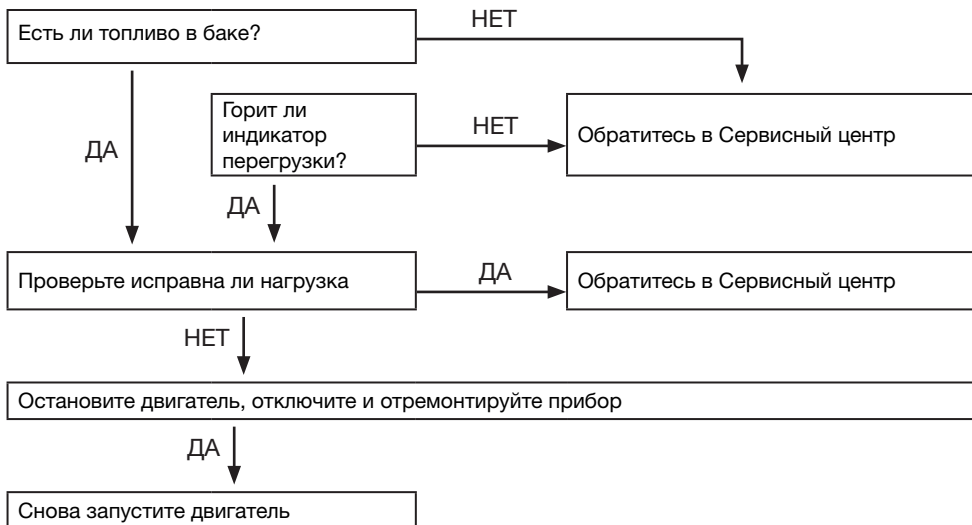 Есть ли топливо в баке?
НЕТ
ДА
Горит ли
индикатор
перегрузки?
НЕТ
Обратитесь в Сервисный центр
ДА
Проверьте исправна ли нагрузка
ДА
Обратитесь в Сервисный центр
НЕТ
Остановите двигатель, отключите и отремонтируйте прибор
ДА
Снова запустите двигатель